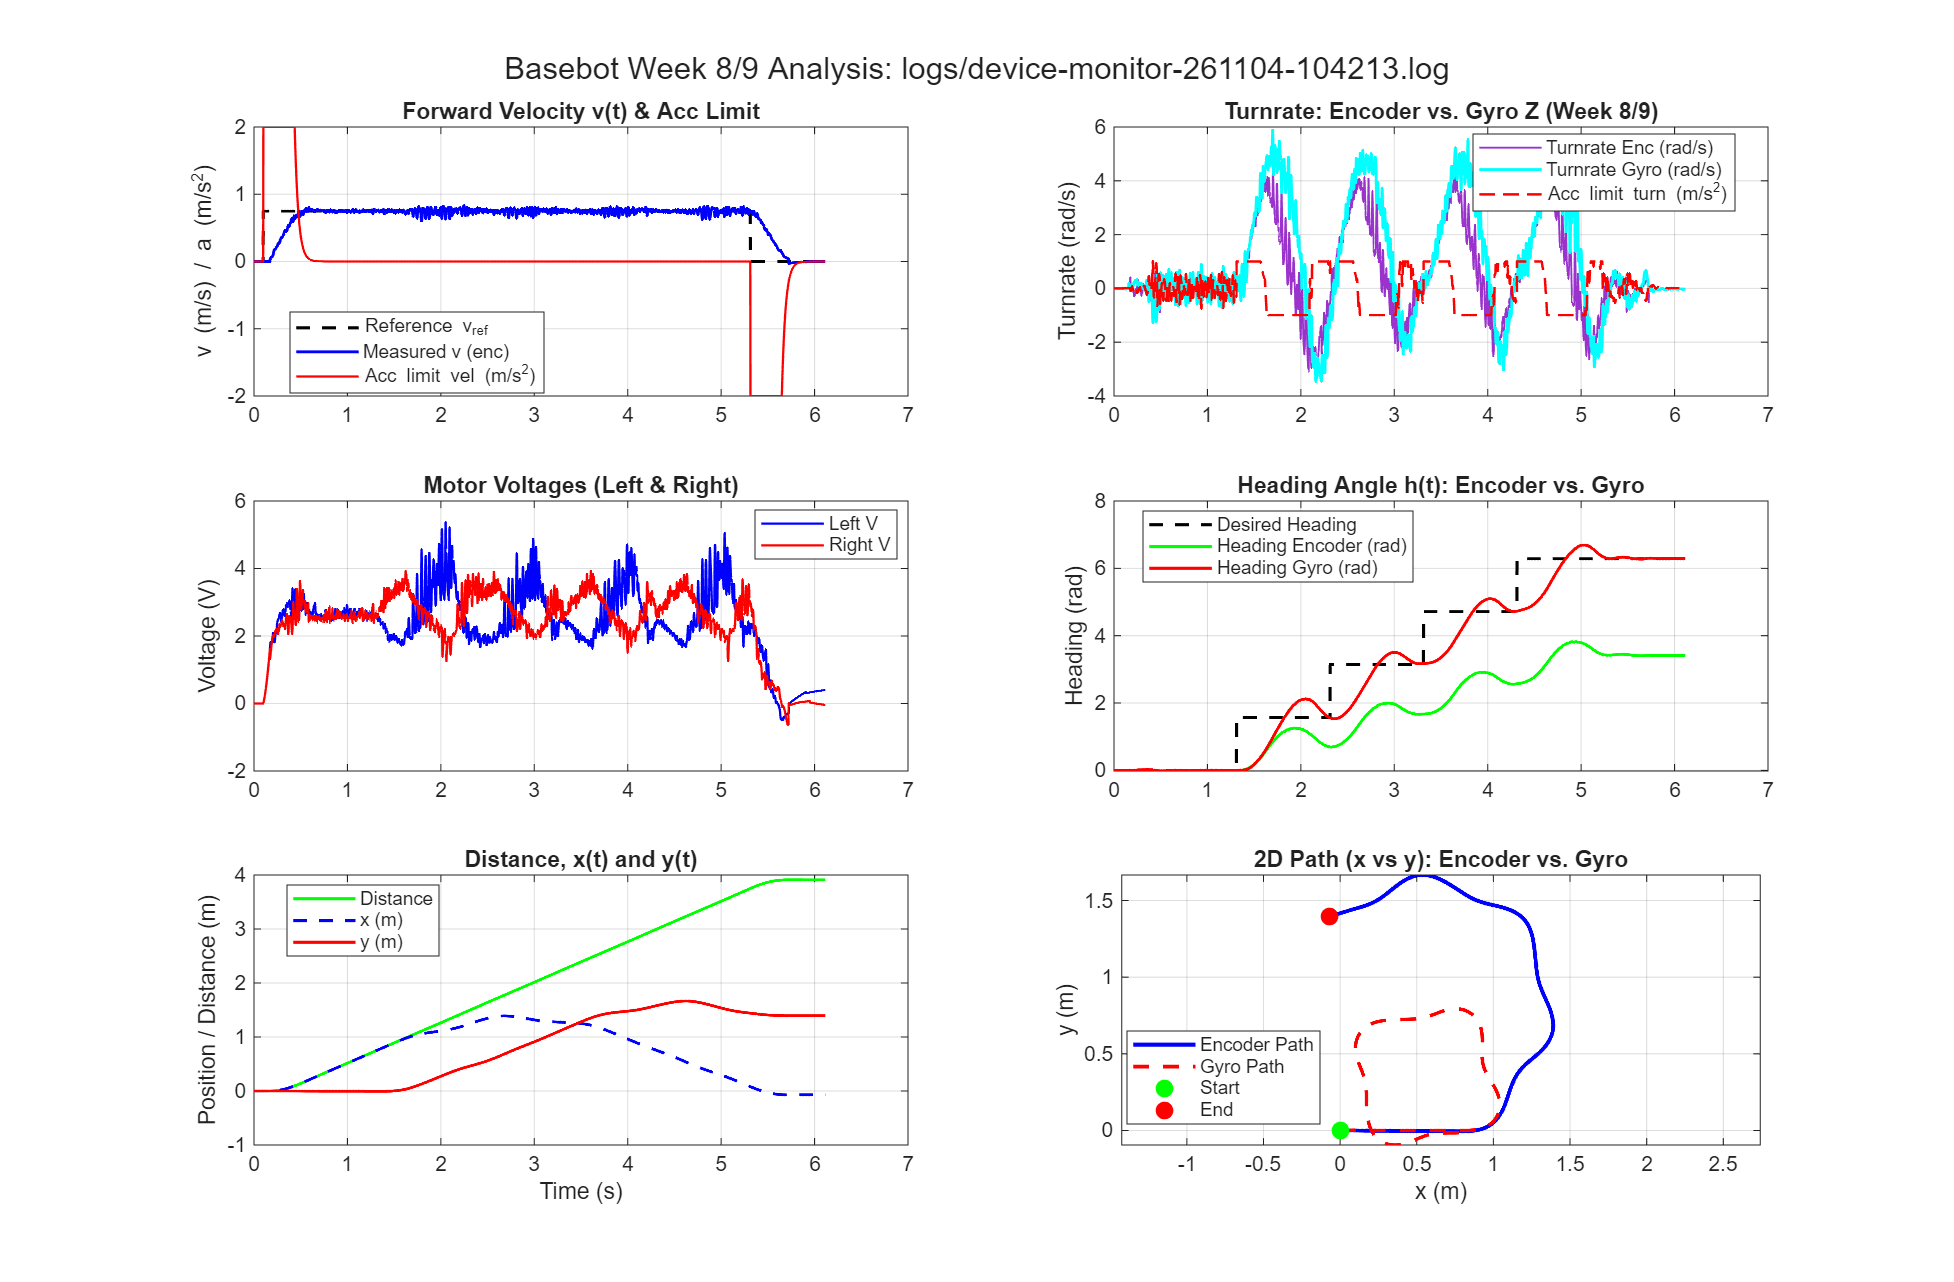 Basebot Week 8/9 Analysis: logs/device-monitor-261104-104213.log
Forward Velocity v(t) & Acc Limit
v (m/s) / a (m/s²)
2
1
0
-1
-2
Reference v_ref
Measured v (enc)
Acc limit vel (m/s²)
0 1 2 3 4 5 6 7
Turnrate: Encoder vs. Gyro Z (Week 8/9)
Turnrate (rad/s)
6
4
2
0
-2
-4
Turnrate Enc (rad/s)
Turnrate Gyro (rad/s)
Acc limit turn (m/s²)
0 1 2 3 4 5 6 7
Motor Voltages (Left & Right)
Voltage (V)
6
4
2
0
-2
Left V
Right V
0 1 2 3 4 5 6 7
Heading Angle h(t): Encoder vs. Gyro
Heading (rad)
8
6
4
2
0
Desired Heading
Heading Encoder (rad)
Heading Gyro (rad)
0 1 2 3 4 5 6 7
Distance, x(t) and y(t)
Position / Distance (m)
4
3
2
1
0
-1
Distance
x (m)
y (m)
0 1 2 3 4 5 6 7
Time (s)
2D Path (x vs y): Encoder vs. Gyro
y (m)
1.5
1
0.5
0
Encoder Path
Gyro Path
Start
End
-1 -0.5 0 0.5 1 1.5 2 2.5
x (m)